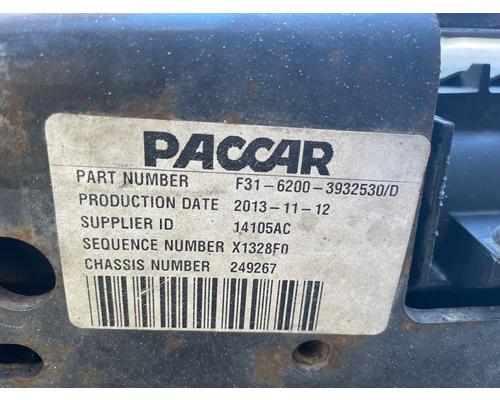 PACCAR
PART NUMBER F31-6200-3932530/D
PRODUCTION DATE 2013-11-12
SUPPLIER ID 14105AC
SEQUENCE NUMBER X1328F0
CHASSIS NUMBER 249267